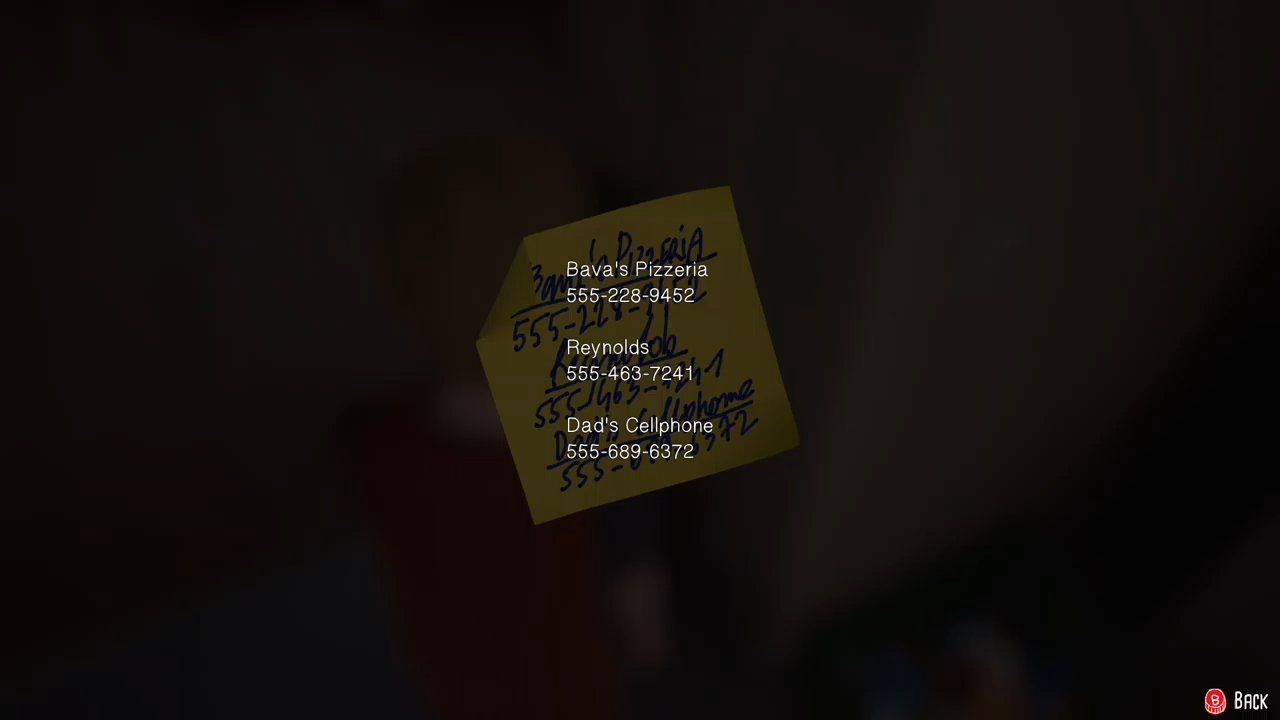 Bava's Pizzeria
555-228-9452
Reynolds
555-463-7241
Dad's Cellphone
555-689-6372
B BACK